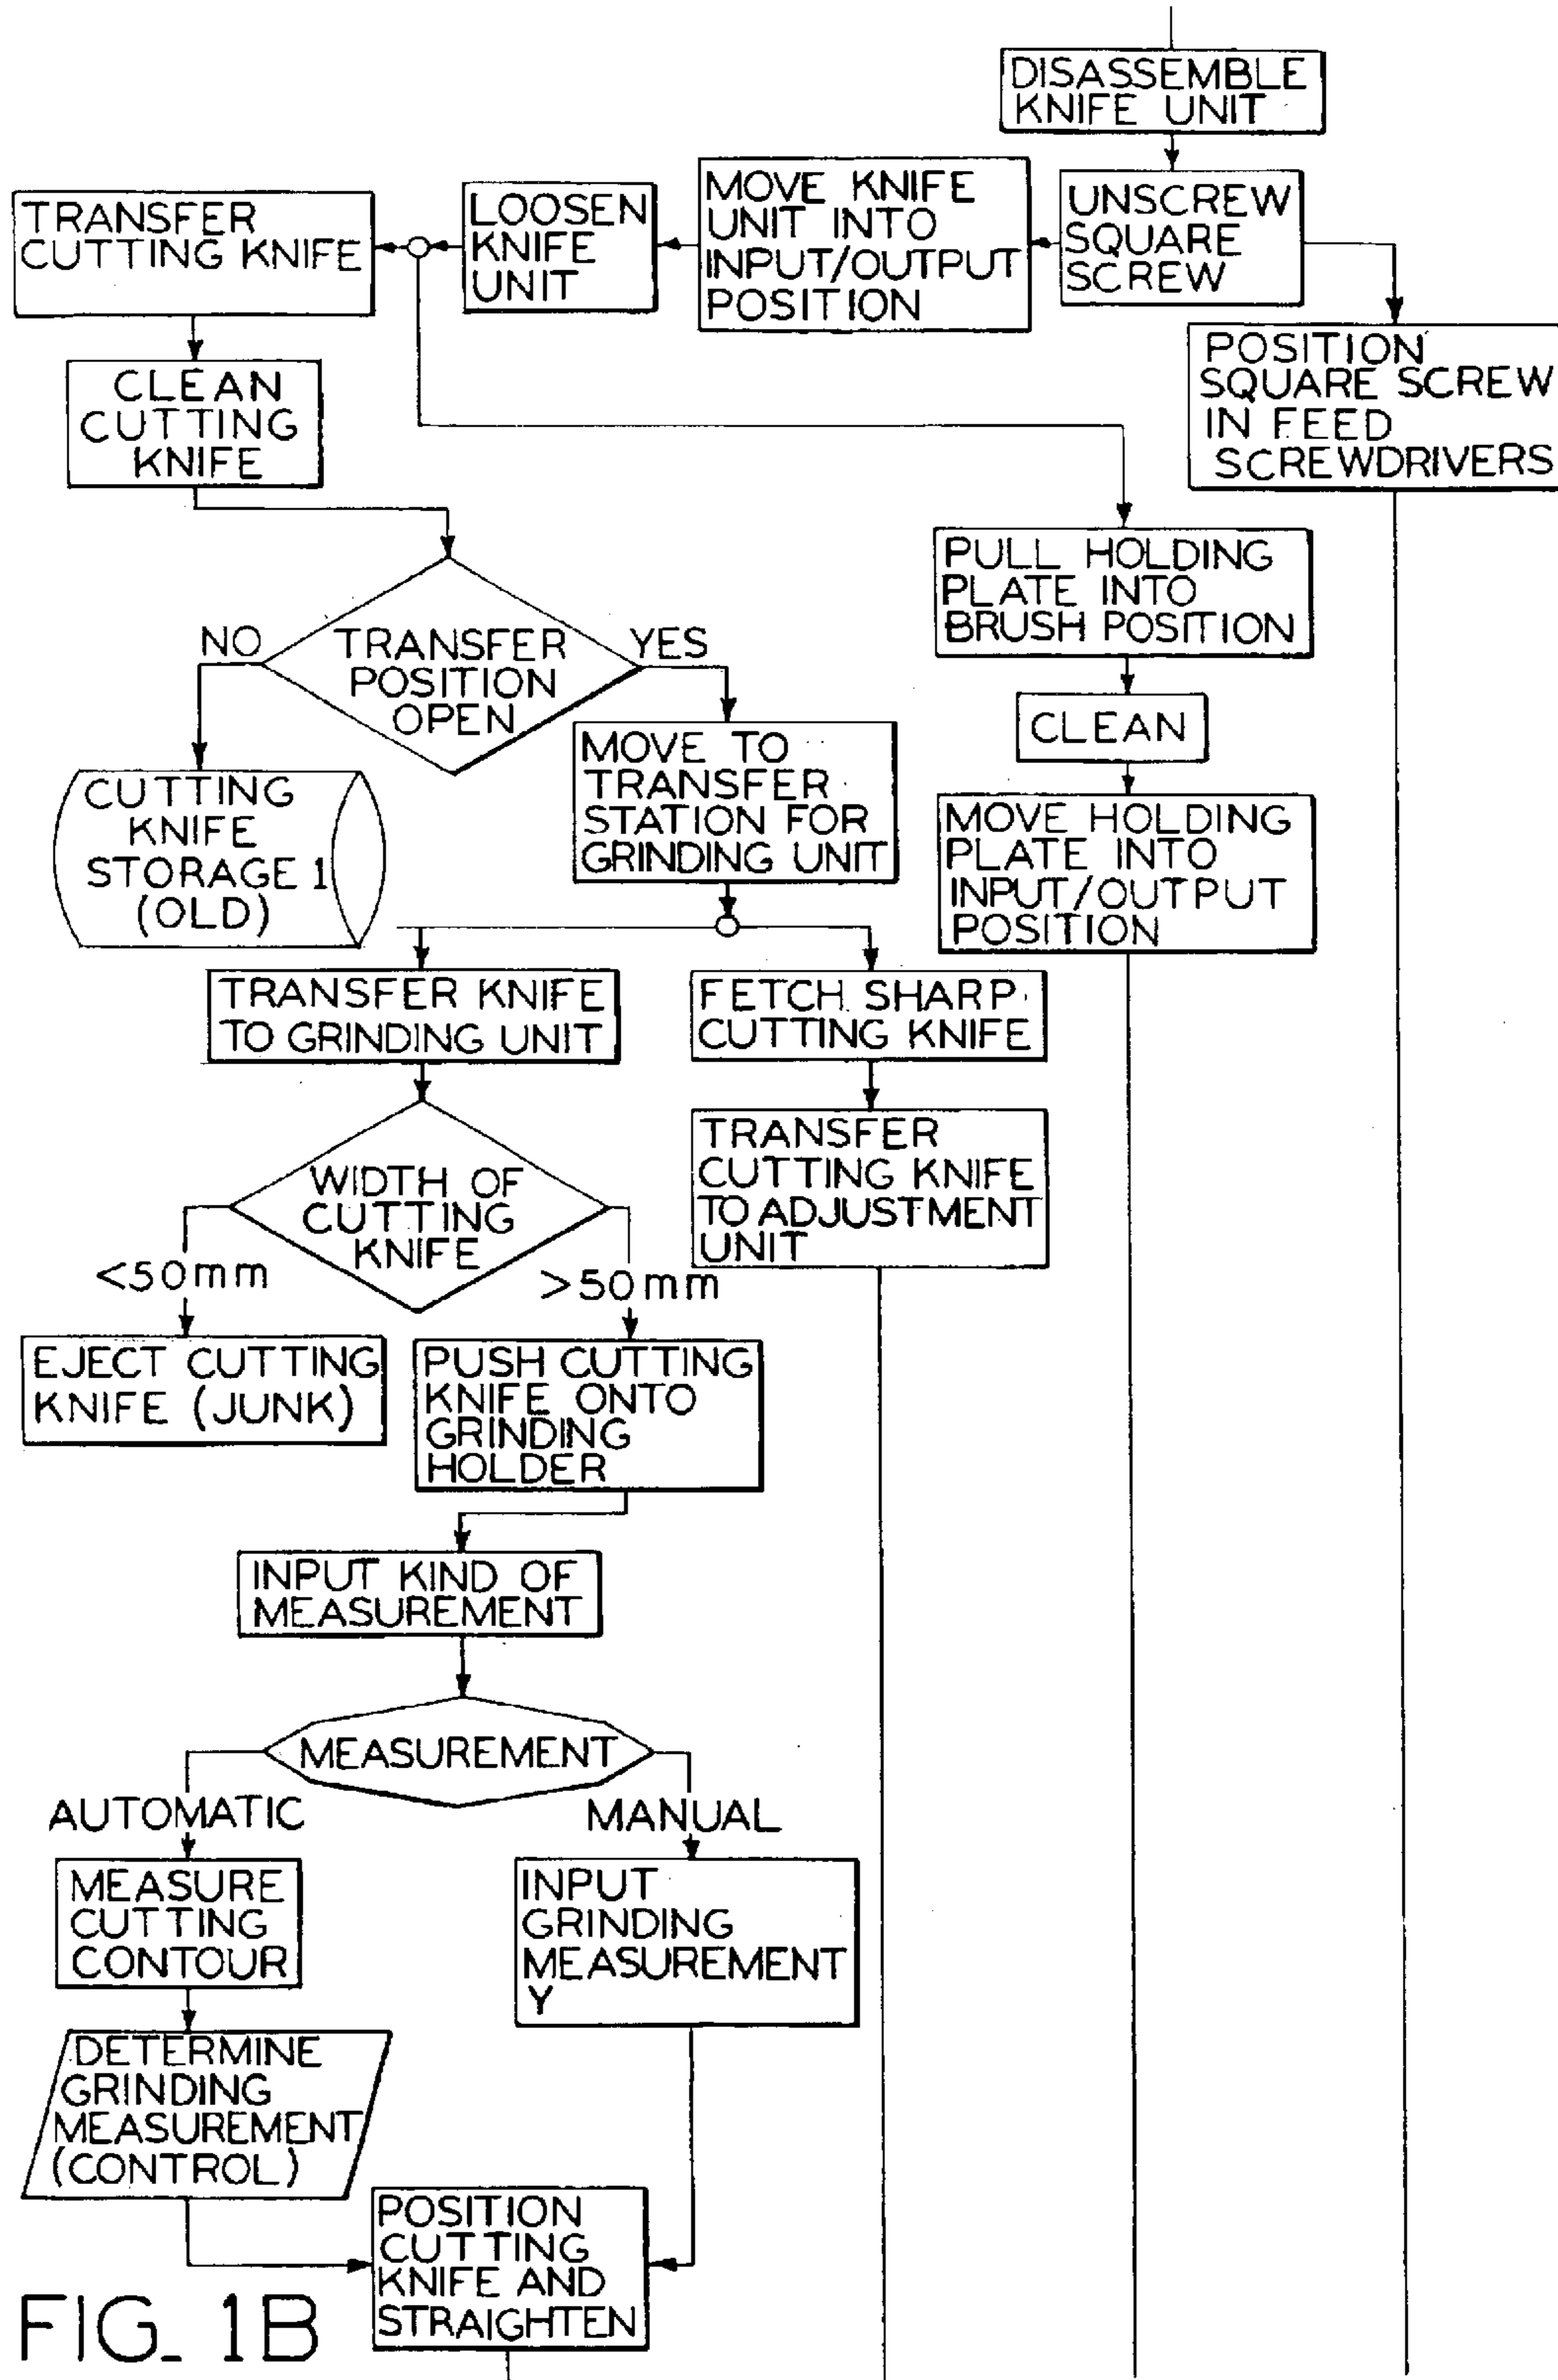 DISASSEMBLE
KNIFE UNIT
UNSCREW
SQUARE
SCREW
MOVE KNIFE
UNIT INTO
INPUT/OUTPUT
POSITION
LOOSEN
KNIFE
UNIT
TRANSFER
CUTTING KNIFE
POSITION
SQUARE SCREW
IN FEED
SCREWDRIVERS
CLEAN
CUTTING
KNIFE
PULL HOLDING
PLATE INTO
BRUSH POSITION
NO
TRANSFER
POSITION
OPEN
YES
CLEAN
CUTTING
KNIFE
STORAGE 1
(OLD)
MOVE TO
TRANSFER
STATION FOR
GRINDING UNIT
MOVE HOLDING
PLATE INTO
INPUT/OUTPUT
POSITION
TRANSFER KNIFE
TO GRINDING UNIT
FETCH SHARP
CUTTING KNIFE
WIDTH OF
CUTTING
KNIFE
TRANSFER
CUTTING KNIFE
TO ADJUSTMENT
UNIT
<50mm
>50mm
EJECT CUTTING
KNIFE (JUNK)
PUSH CUTTING
KNIFE ONTO
GRINDING
HOLDER
INPUT KIND OF
MEASUREMENT
MEASUREMENT
AUTOMATIC
MANUAL
MEASURE
CUTTING
CONTOUR
INPUT
GRINDING
MEASUREMENT
Y
DETERMINE
GRINDING
MEASUREMENT
(CONTROL)
POSITION
CUTTING
KNIFE AND
STRAIGHTEN
FIG. 1B